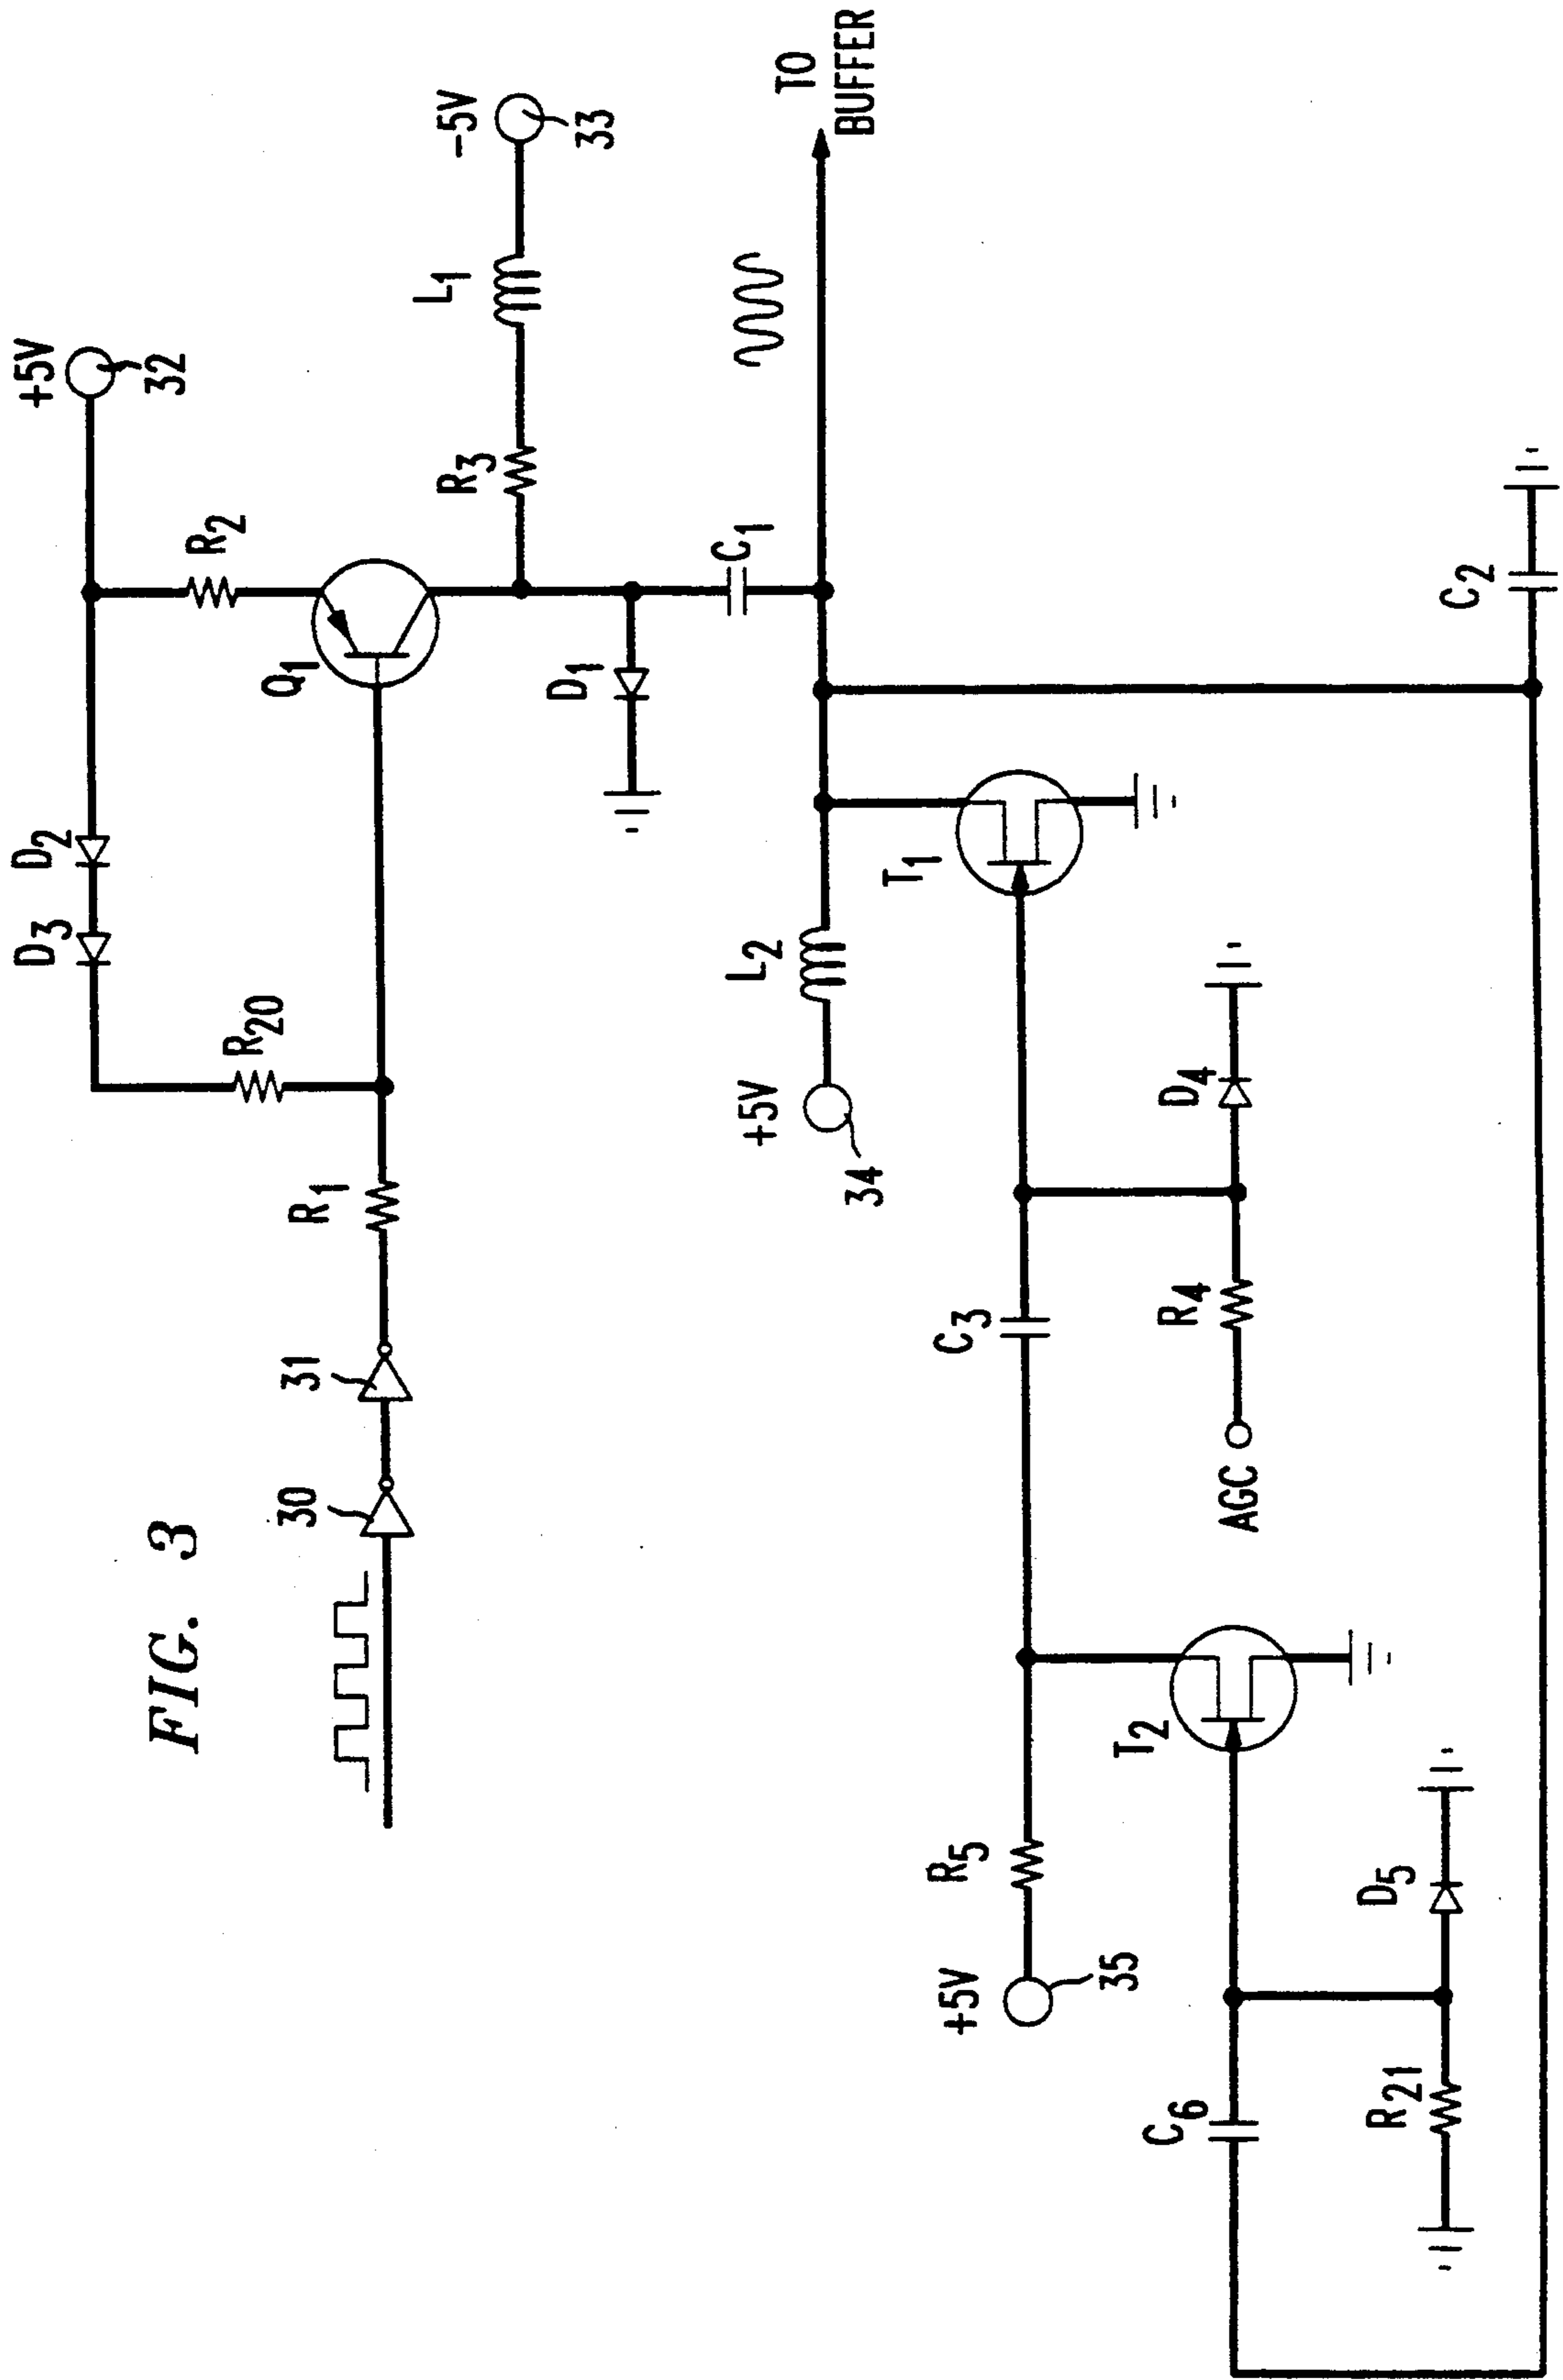 FIG. 3
30
31
R1
R20
D3
D2
+5V
32
Q1
R2
R3
L1
-5V
33
D1
C1
TO
BUFFER
+5V
34
L2
T1
C2
C3
AGC
R4
D4
+5V
35
R5
T2
C6
R21
D5